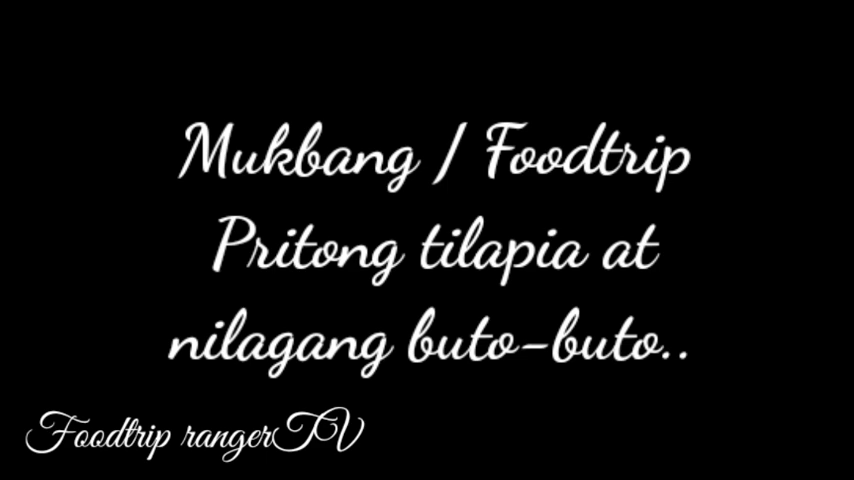 Mukbang / Foodtrip
Pritong tilapia at
nilagang buto-buto..
Foodtrip rangerTV